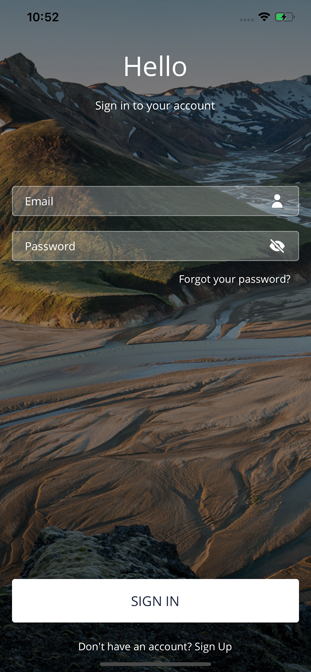 10:52
Hello
Sign in to your account
Email
Password
Forgot your password?
SIGN IN
Don't have an account? Sign Up